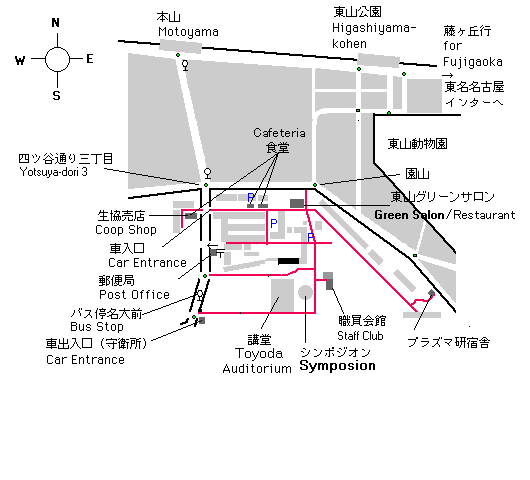 N
W E
S
本山
Motoyama
東山公園
Higashiyama-
kohen
藤ヶ丘行
for
Fujigaoka
→
東名名古屋
インターへ
東山動物園
Cafeteria
食堂
四ツ谷通り三丁目
Yotsuya-dori 3
園山
東山グリーンサロン
Green Salon/Restaurant
P
P
P
生協売店
Coop Shop
車入口
Car Entrance
郵便局
Post Office
バス停名大前
Bus Stop
車出入口（守衛所）
Car Entrance
講堂
Toyoda
Auditorium
シンポジオン
Symposion
職員会館
Staff Club
プラズマ研宿舎